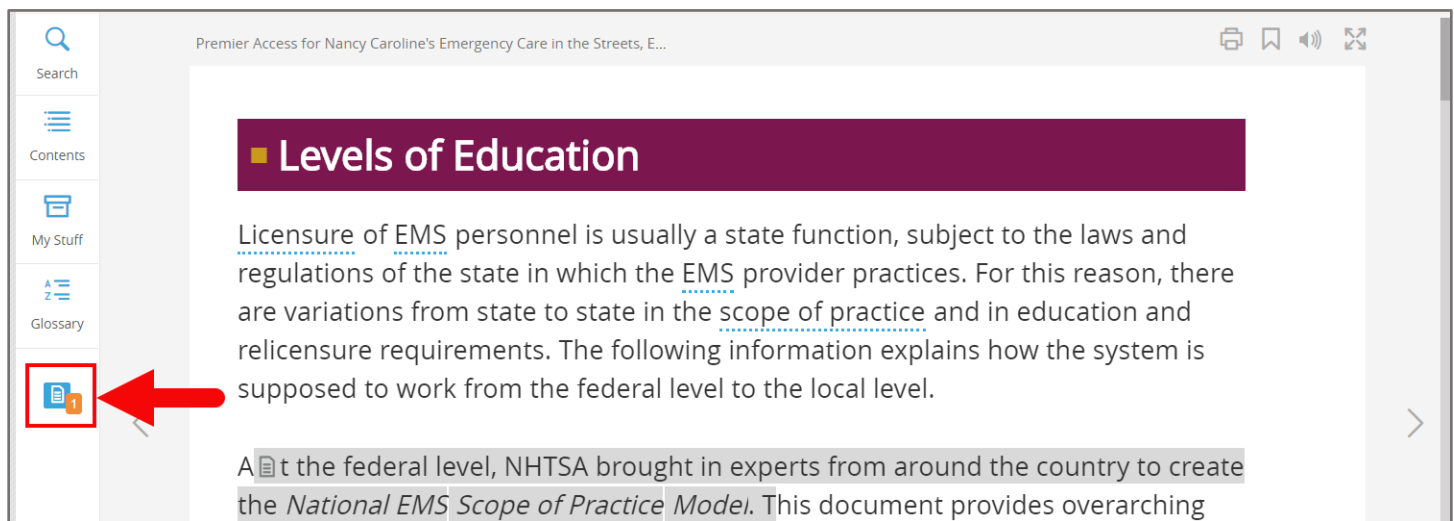 Search
Contents
My Stuff
A
Z
Glossary
1
Premier Access for Nancy Caroline's Emergency Care in the Streets, E...
Levels of Education
Licensure of EMS personnel is usually a state function, subject to the laws and
regulations of the state in which the EMS provider practices. For this reason, there
are variations from state to state in the scope of practice and in education and
relicensure requirements. The following information explains how the system is
supposed to work from the federal level to the local level.
At the federal level, NHTSA brought in experts from around the country to create
the National EMS Scope of Practice Model. This document provides overarching